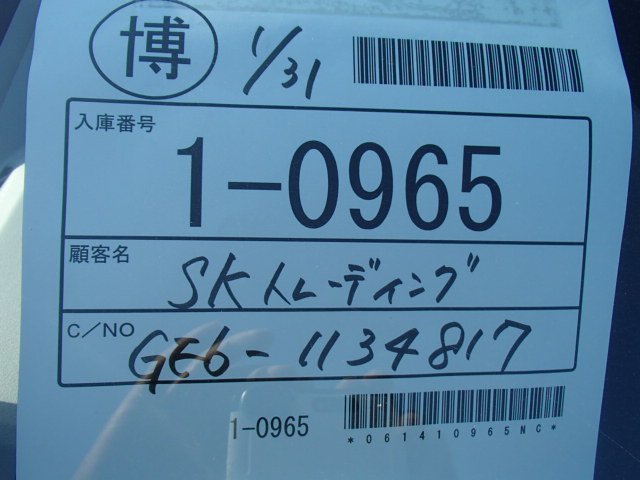 博 1/31
入庫番号
1-0965
顧客名
SKトレーディング
C/NO
GE6-1134817
1-0965
*061410965NC*